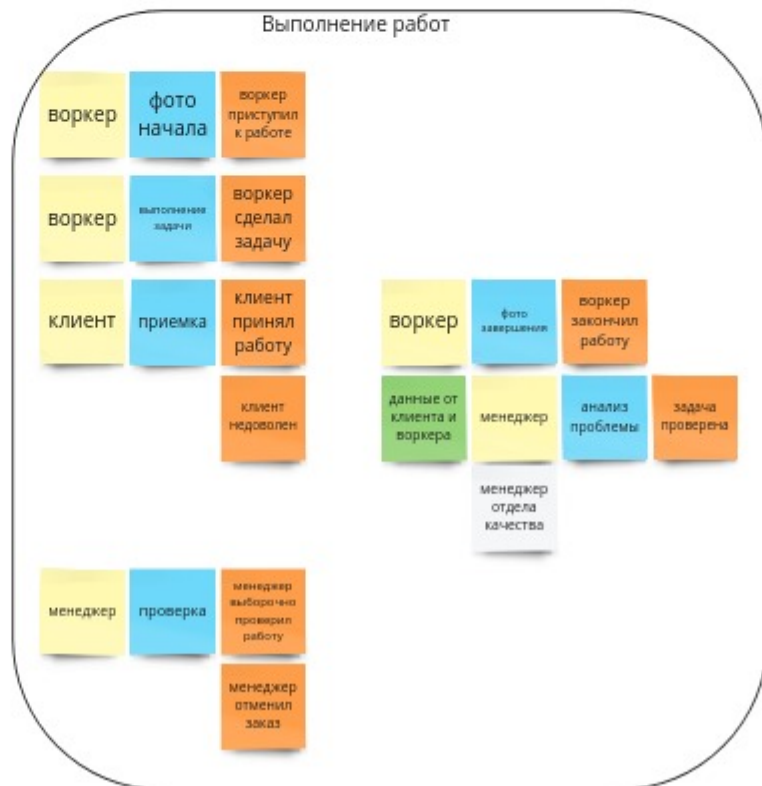 Выполнение работ
воркер
фото
начала
воркер
приступил
к работе
воркер
выполнение
задачи
воркер
сделал
задачу
клиент
приемка
клиент
принял
работу
клиент
недоволен
воркер
фото
завершения
воркер
закончил
работу
данные от
клиента и
воркера
менеджер
анализ
проблемы
задача
проверена
менеджер
отдела
качества
менеджер
проверка
менеджер
выборочно
проверил
работу
менеджер
отменил
заказ